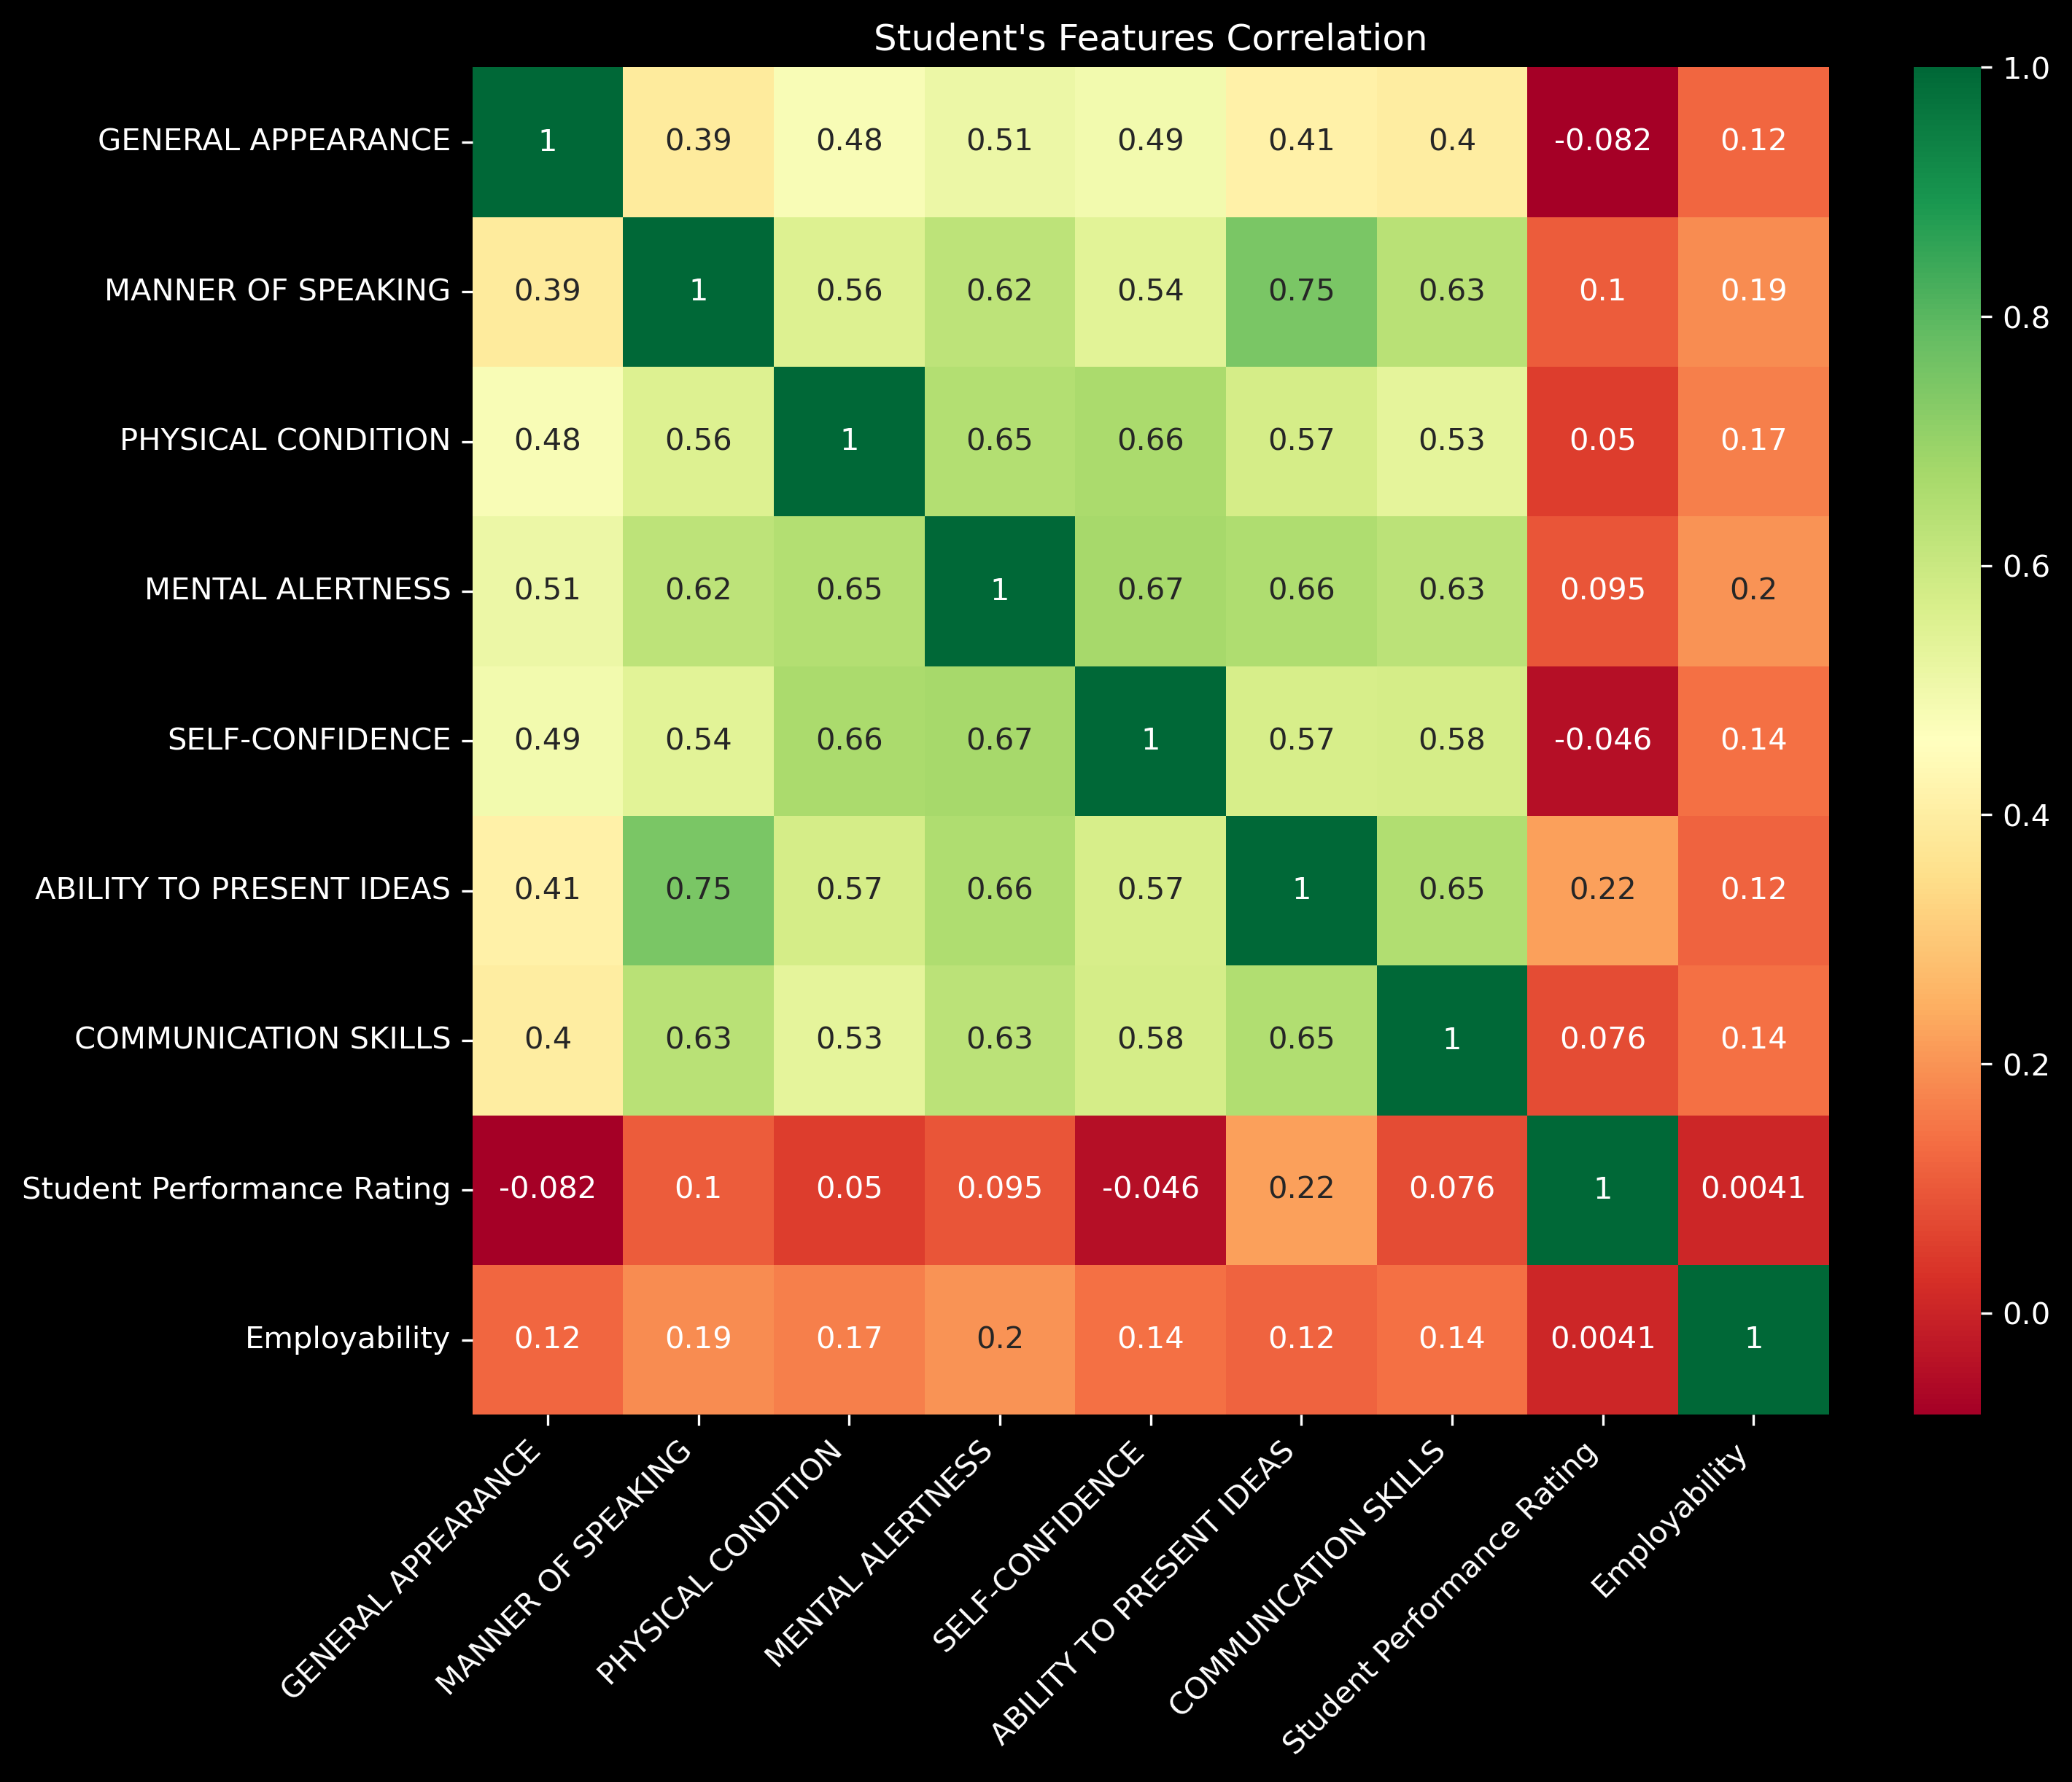 Student's Features Correlation
GENERAL APPEARANCE 1 0.39 0.48 0.51 0.49 0.41 0.4 -0.082 0.12
MANNER OF SPEAKING 0.39 1 0.56 0.62 0.54 0.75 0.63 0.1 0.19
PHYSICAL CONDITION 0.48 0.56 1 0.65 0.66 0.57 0.53 0.05 0.17
MENTAL ALERTNESS 0.51 0.62 0.65 1 0.67 0.66 0.63 0.095 0.2
SELF-CONFIDENCE 0.49 0.54 0.66 0.67 1 0.57 0.58 -0.046 0.14
ABILITY TO PRESENT IDEAS 0.41 0.75 0.57 0.66 0.57 1 0.65 0.22 0.12
COMMUNICATION SKILLS 0.4 0.63 0.53 0.63 0.58 0.65 1 0.076 0.14
Student Performance Rating -0.082 0.1 0.05 0.095 -0.046 0.22 0.076 1 0.0041
Employability 0.12 0.19 0.17 0.2 0.14 0.12 0.14 0.0041 1
GENERAL APPEARANCE
MANNER OF SPEAKING
PHYSICAL CONDITION
MENTAL ALERTNESS
SELF-CONFIDENCE
ABILITY TO PRESENT IDEAS
COMMUNICATION SKILLS
Student Performance Rating
Employability
1.0
0.8
0.6
0.4
0.2
0.0